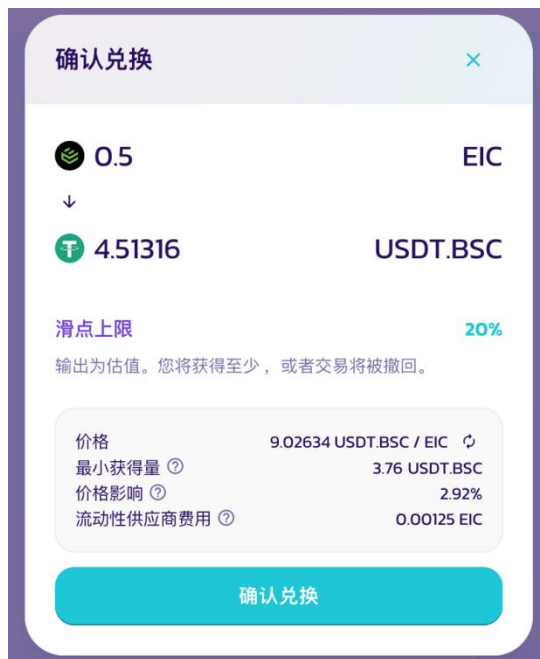 确认兑换 ×
0.5 EIC
↓
4.51316 USDT.BSC
滑点上限 20%
输出为估值。您将获得至少，或者交易将被撤回。
价格 9.02634 USDT.BSC / EIC
最小获得量 ? 3.76 USDT.BSC
价格影响 ? 2.92%
流动性供应商费用 ? 0.00125 EIC
确认兑换